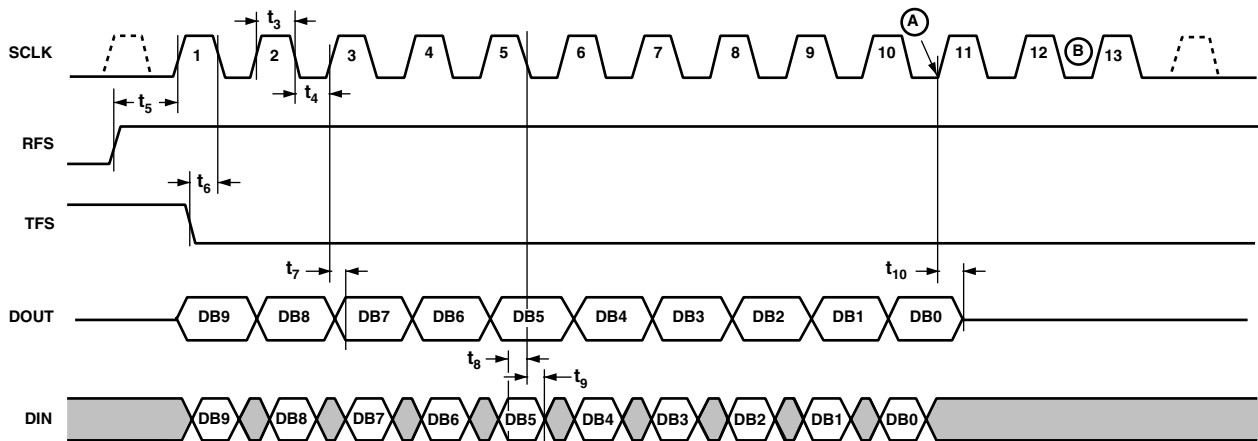 A
t3
SCLK 1 2 3 4 5 6 7 8 9 10 11 12 B 13
t4
t5
RFS
t6
TFS
t7 t10
DOUT DB9 DB8 DB7 DB6 DB5 DB4 DB3 DB2 DB1 DB0
t8 t9
DIN DB9 DB8 DB7 DB6 DB5 DB4 DB3 DB2 DB1 DB0